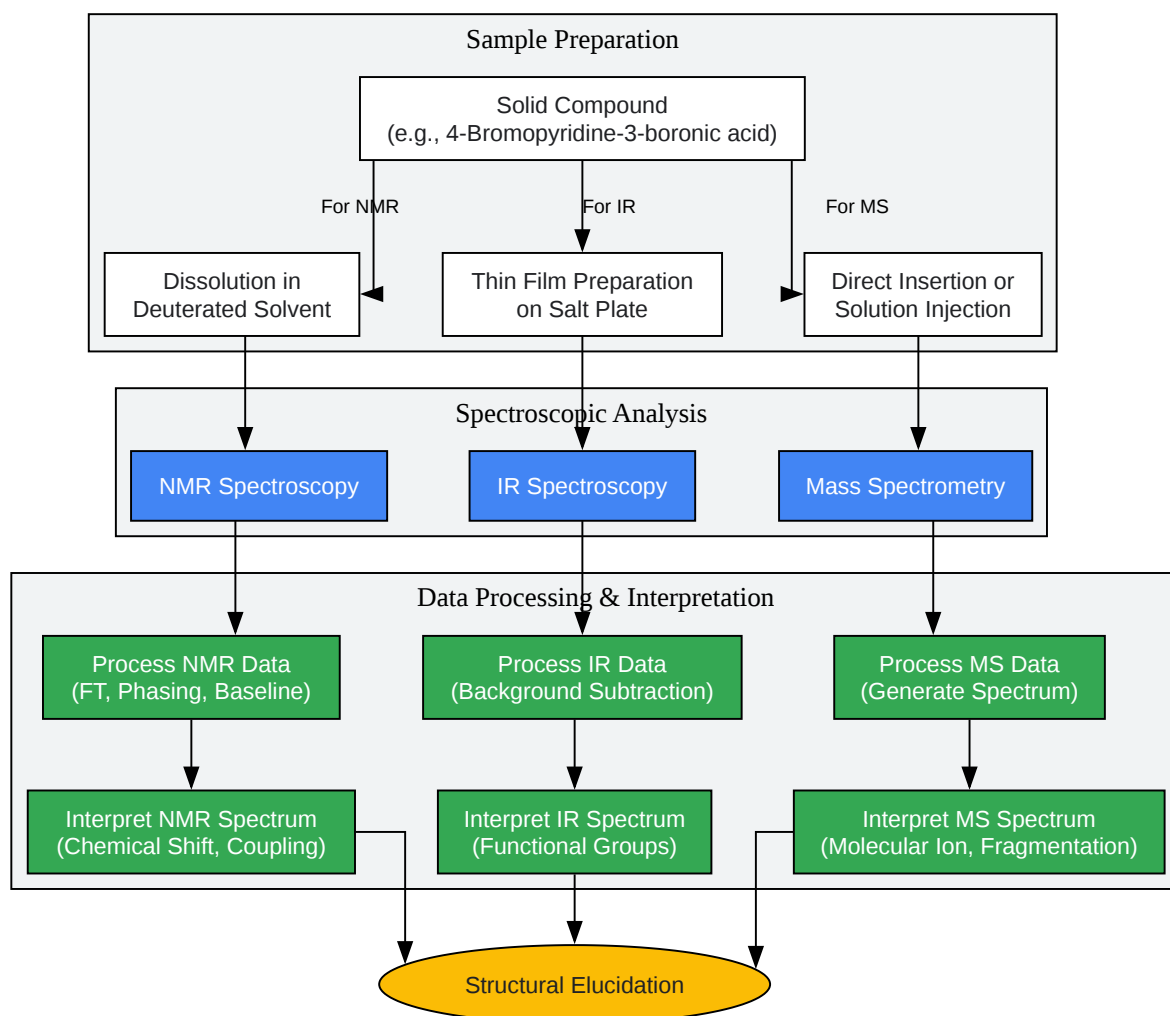 Sample Preparation
Solid Compound
(e.g., 4-Bromopyridine-3-boronic acid)
For NMR
For IR
For MS
Dissolution in
Deuterated Solvent
Thin Film Preparation
on Salt Plate
Direct Insertion or
Solution Injection
Spectroscopic Analysis
NMR Spectroscopy
IR Spectroscopy
Mass Spectrometry
Data Processing & Interpretation
Process NMR Data
(FT, Phasing, Baseline)
Process IR Data
(Background Subtraction)
Process MS Data
(Generate Spectrum)
Interpret NMR Spectrum
(Chemical Shift, Coupling)
Interpret IR Spectrum
(Functional Groups)
Interpret MS Spectrum
(Molecular Ion, Fragmentation)
Structural Elucidation